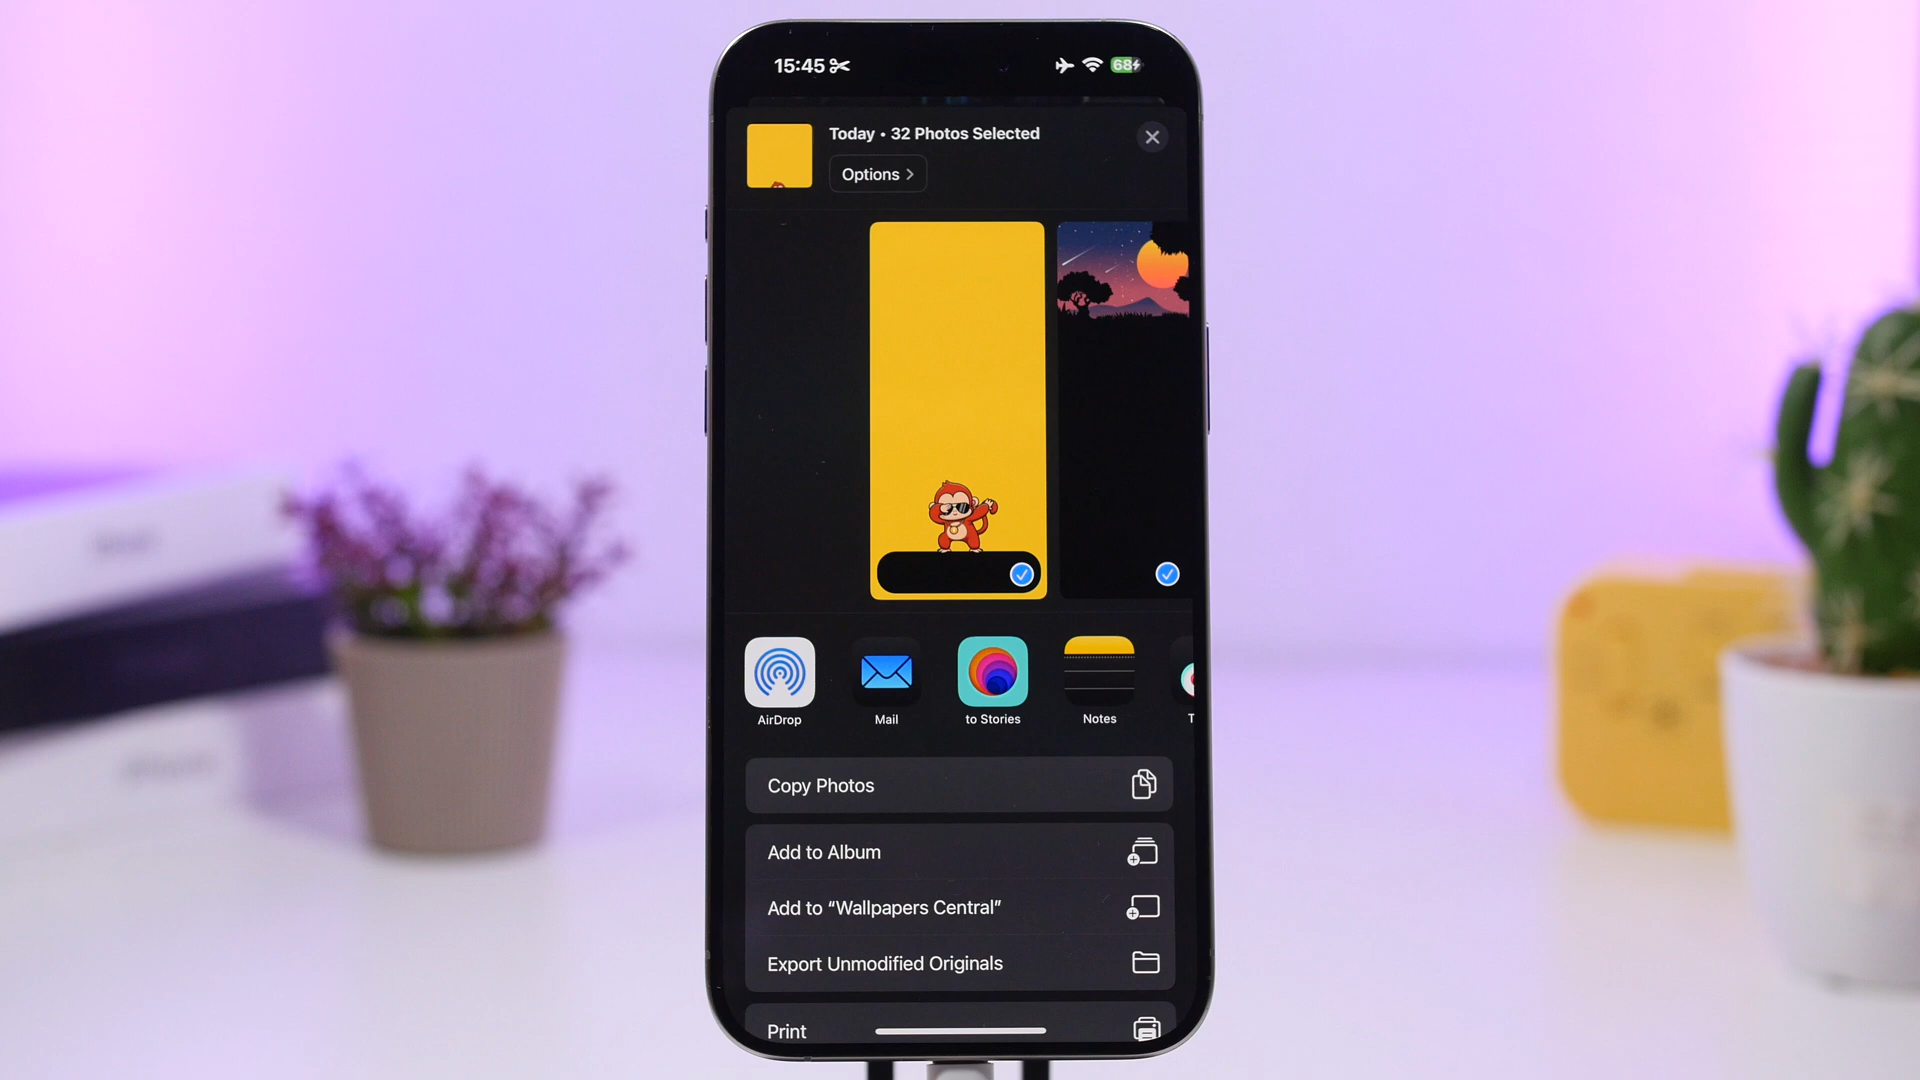 15:45
68
Today • 32 Photos Selected
Options
AirDrop
Mail
to Stories
Notes
T
Copy Photos
Add to Album
Add to “Wallpapers Central”
Export Unmodified Originals
Print